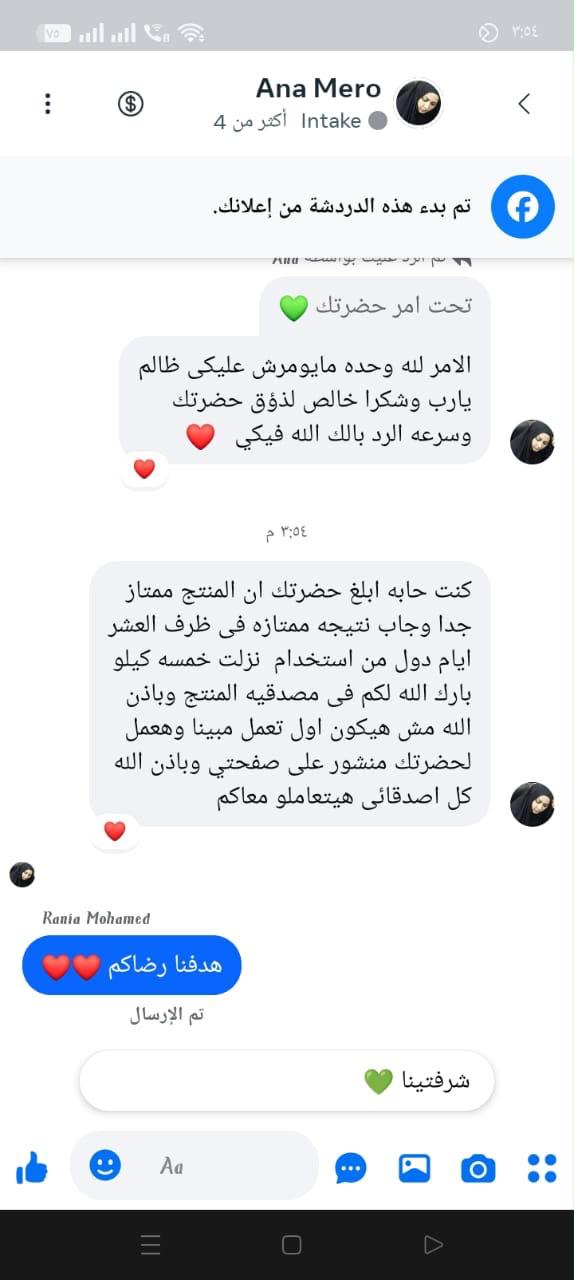 ٧٥
٣:٥٤
Ana Mero
Intake أكثر من 4
تم بدء هذه الدردشة من إعلانك.
تحت امر حضرتك 💚
الامر لله وحده مايومرش عليكى ظالم
يارب وشكرا خالص لذؤق حضرتك
وسرعه الرد بالك الله فيكي ❤️
❤️
٣:٥٤ م
كنت حابه ابلغ حضرتك ان المنتج ممتاز
جدا وجاب نتيجه ممتازه فى ظرف العشر
ايام دول من استخدام نزلت خمسه كيلو
بارك الله لكم فى مصدقيه المنتج وباذن
الله مش هيكون اول تعمل مبينا وهعمل
لحضرتك منشور على صفحتي وباذن الله
كل اصدقائى هيتعاملو معاكم
❤️
Rania Mohamed
هدفنا رضاكم ❤️❤️
تم الإرسال
شرفتينا 💚
Aa